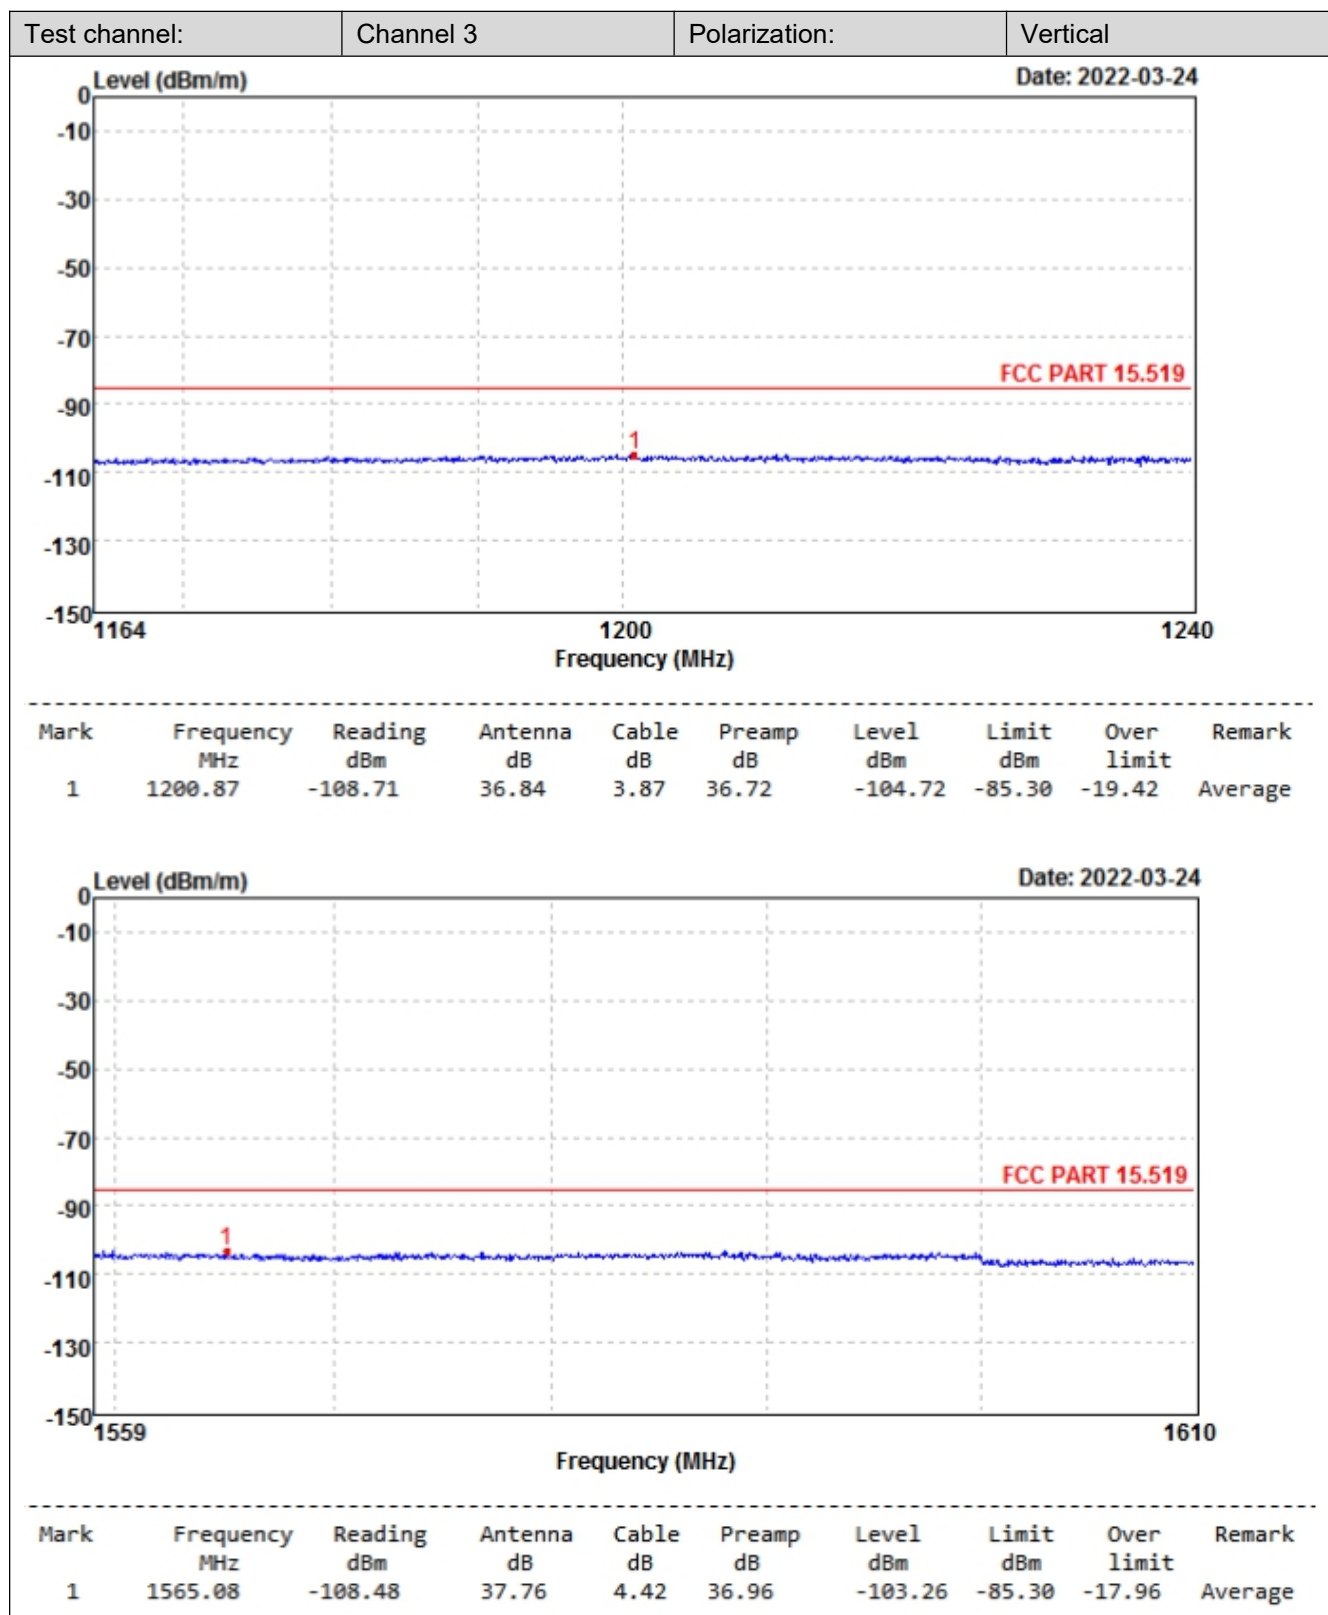 Test channel: Channel 3 Polarization: Vertical
Level (dBm/m) Date: 2022-03-24
0
-10
-30
-50
-70
FCC PART 15.519
-90
1
-110
-130
-150
1164 1200 1240
Frequency (MHz)
Mark Frequency Reading Antenna Cable Preamp Level Limit Over Remark
MHz dBm dB dB dB dBm dBm limit
1 1200.87 -108.71 36.84 3.87 36.72 -104.72 -85.30 -19.42 Average
Level (dBm/m) Date: 2022-03-24
0
-10
-30
-50
-70
FCC PART 15.519
-90
1
-110
-130
-150
1559 1610
Frequency (MHz)
Mark Frequency Reading Antenna Cable Preamp Level Limit Over Remark
MHz dBm dB dB dB dBm dBm limit
1 1565.08 -108.48 37.76 4.42 36.96 -103.26 -85.30 -17.96 Average